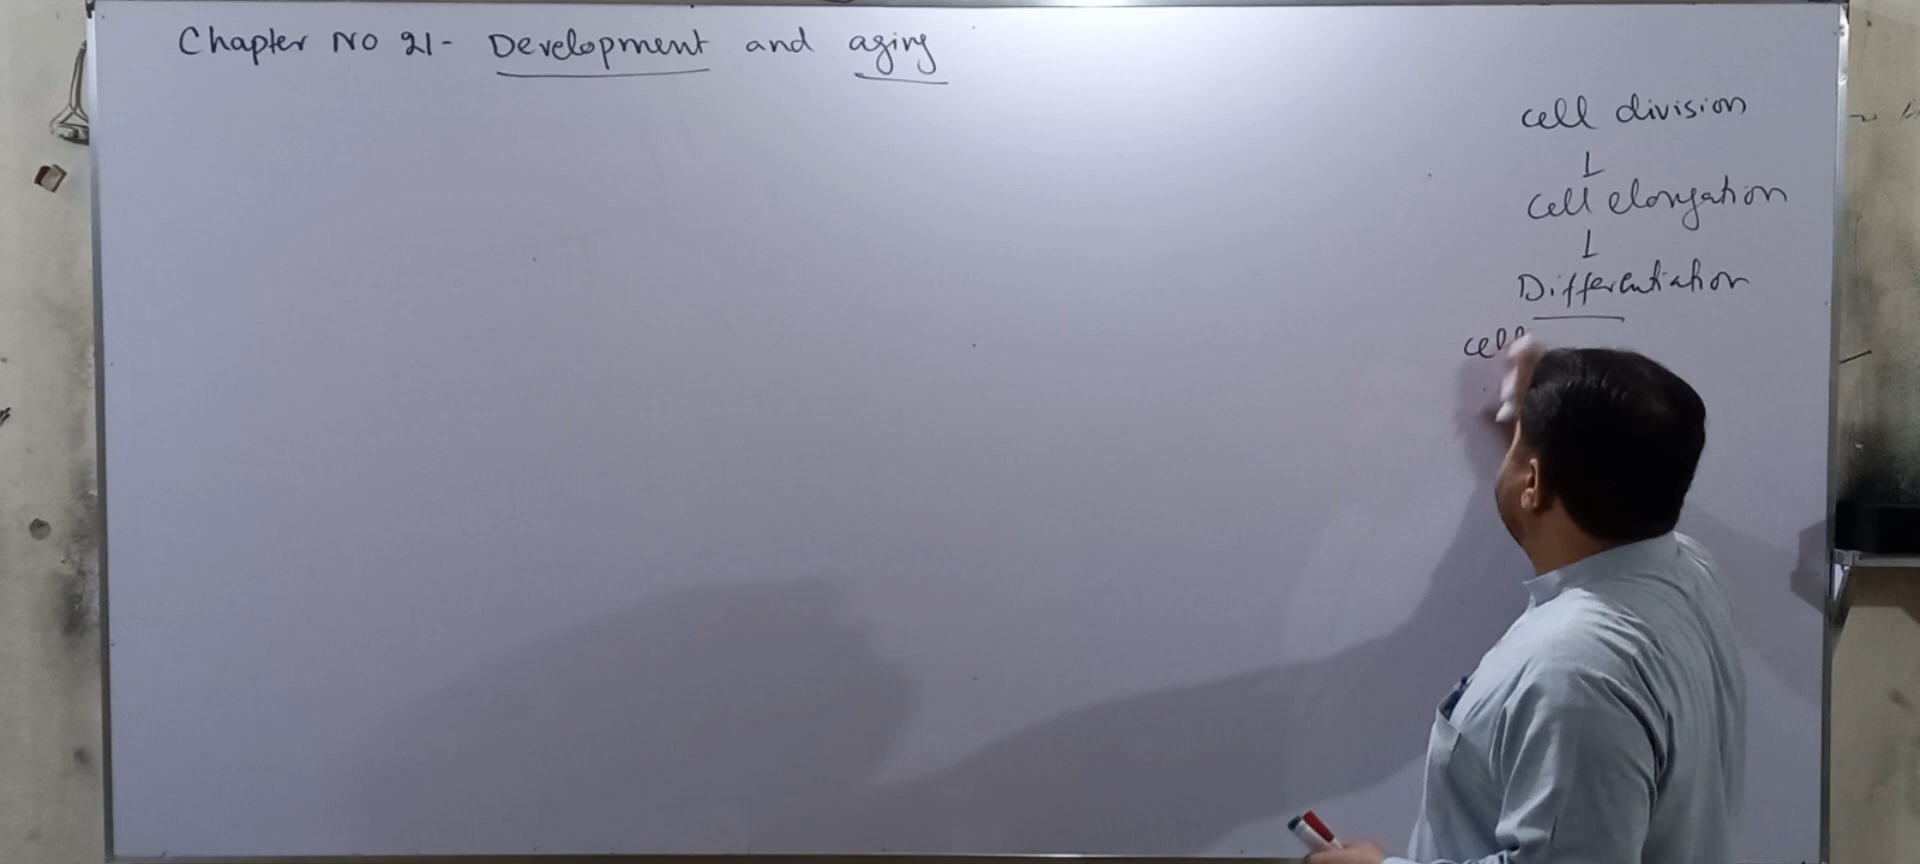 Chapter NO 21- Development and aging
cell division
cell elongation
Differentiation
cell